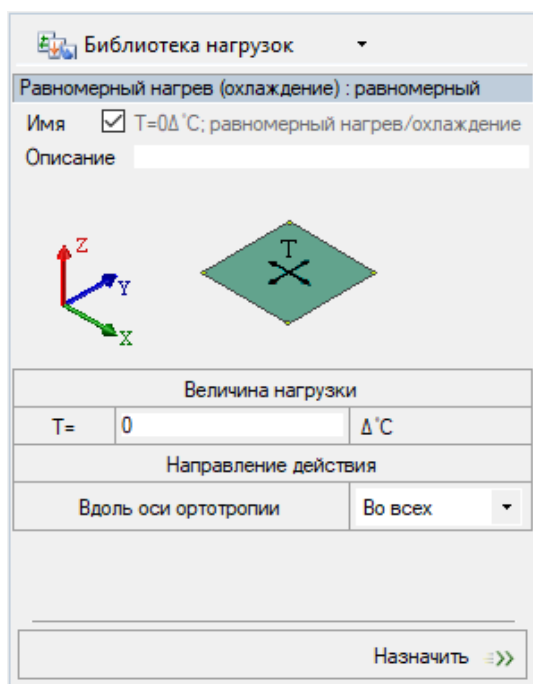 Библиотека нагрузок
Равномерный нагрев (охлаждение) : равномерный
Имя T=0Δ°C; равномерный нагрев/охлаждение
Описание
Z
T
Y
X
Величина нагрузки
T= 0 Δ°C
Направление действия
Вдоль оси ортотропии Во всех
Назначить